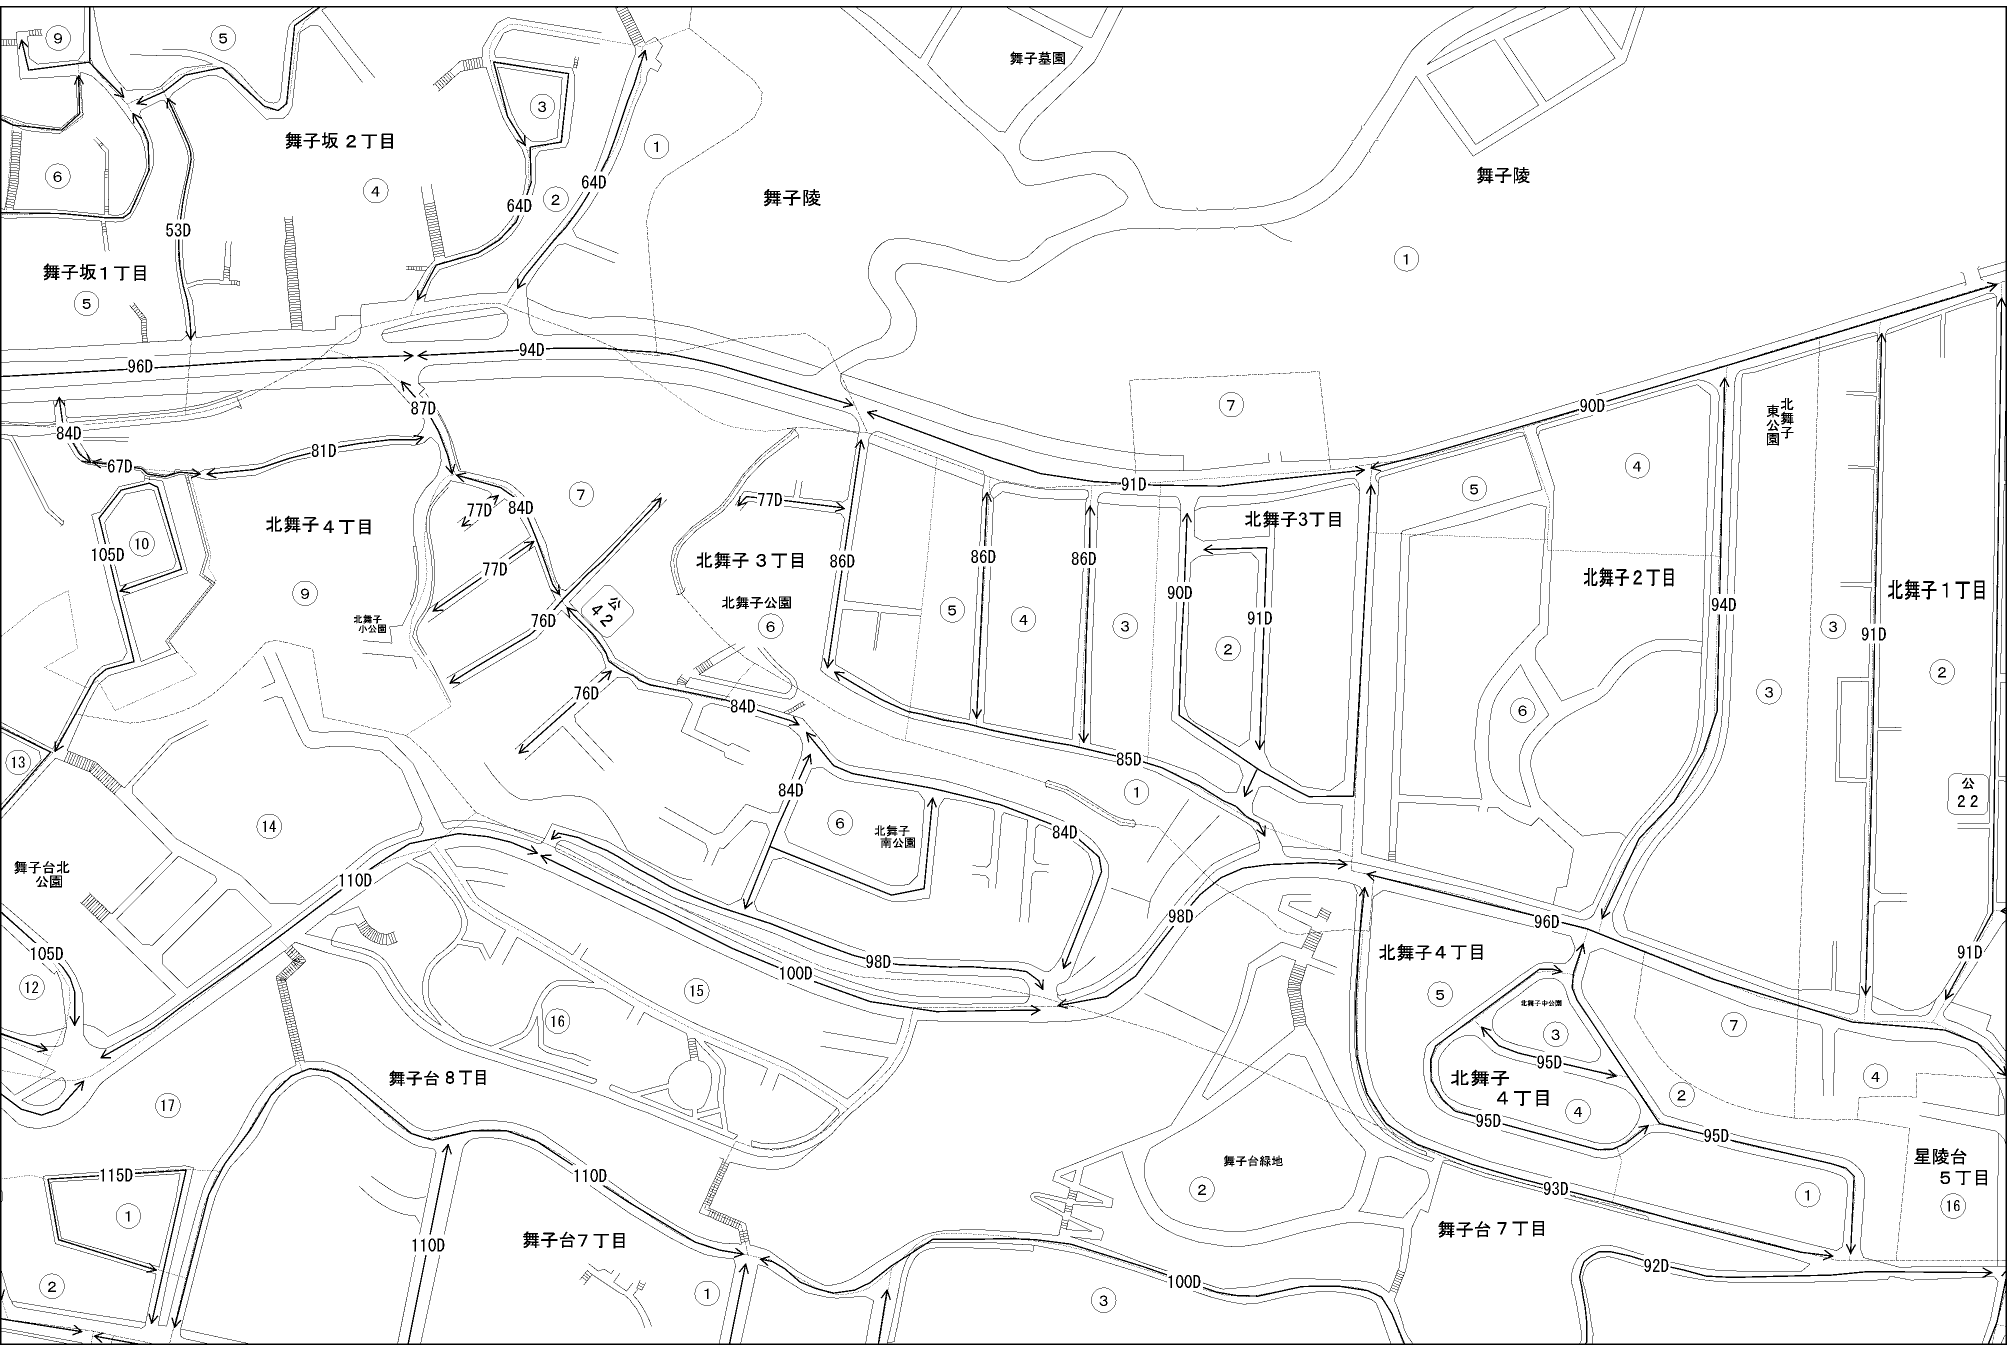 9
5
舞子墓園
3
舞子坂 2丁目
1
6
4
舞子陵
舞子陵
64D
64D
2
53D
1
舞子坂1丁目
5
96D
94D
87D
7
90D
北舞子
東公園
84D
81D
67D
77D
84D
7
77D
91D
5
4
北舞子4丁目
北舞子3丁目
105D
10
77D
北舞子 3丁目
86D
86D
86D
北舞子2丁目
北舞子1丁目
9
公
42
北舞子公園
6
5
4
3
90D
91D
94D
3
91D
北舞子
小公園
76D
2
2
76D
84D
3
6
13
85D
84D
1
公
22
14
6
北舞子
南公園
84D
舞子台北
公園
110D
98D
96D
105D
98D
100D
北舞子4丁目
91D
12
15
5
北舞子中公園
16
3
7
95D
舞子台8丁目
北舞子
4丁目
4
4
17
2
95D
95D
115D
110D
舞子台緑地
星陵台
5丁目
1
2
93D
1
16
110D
舞子台7丁目
舞子台7丁目
92D
2
1
100D
3